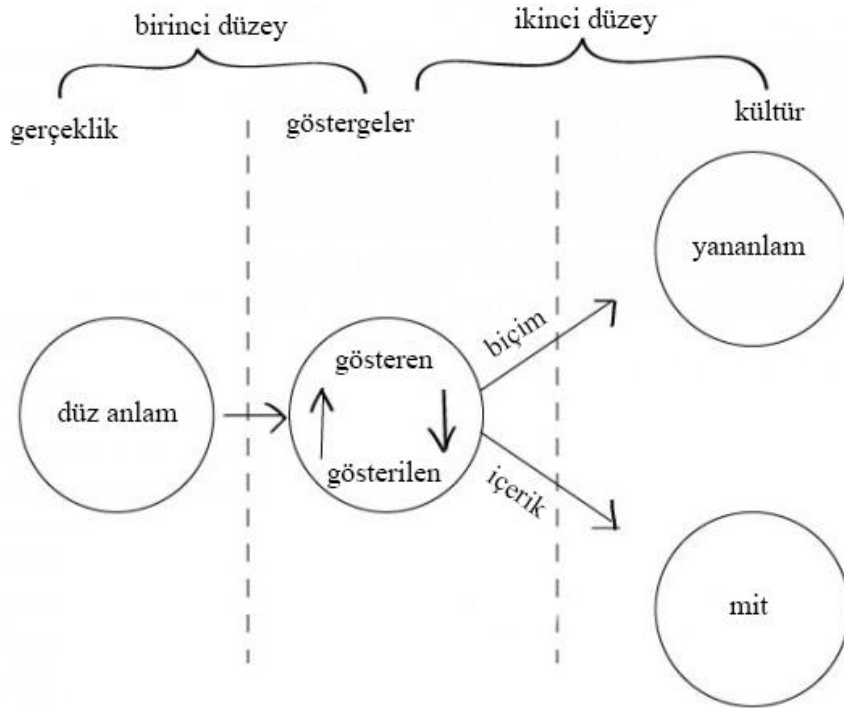 birinci düzey
ikinci düzey
gerçeklik
göstergeler
kültür
yananlam
biçim
gösteren
düz anlam
gösterilen
içerik
mit